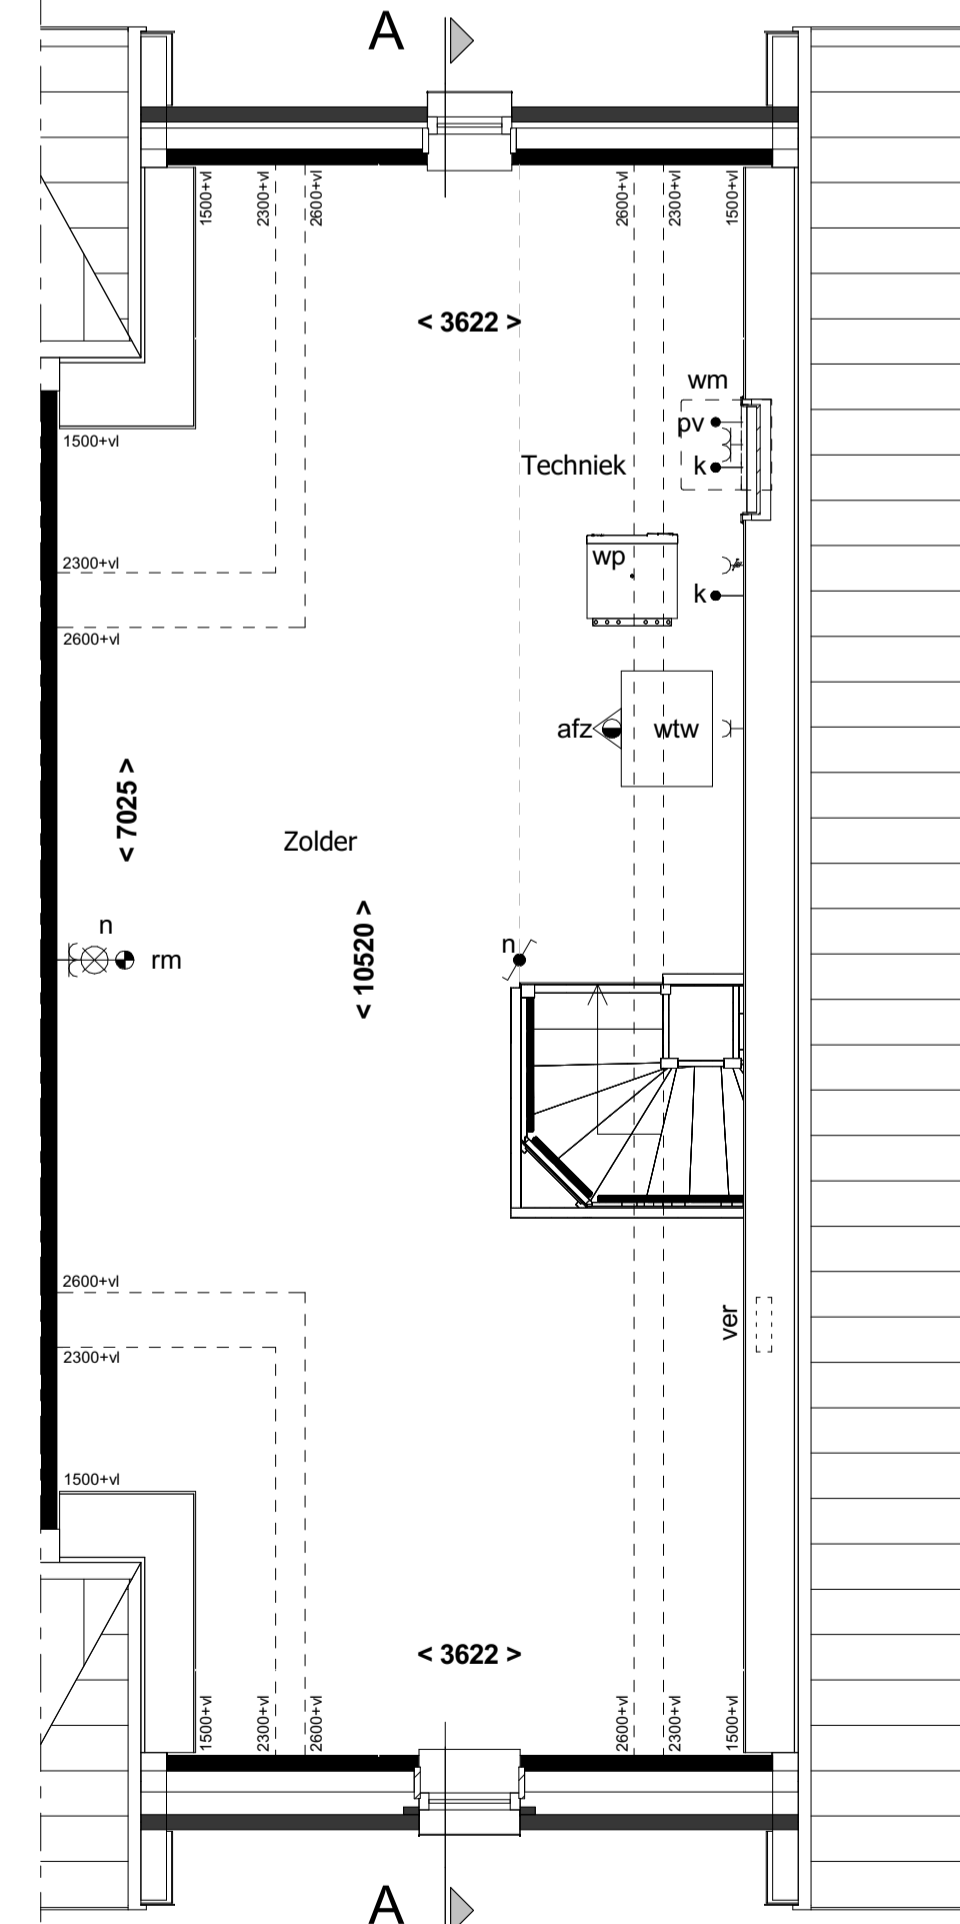 A
1500+vl
2300+vl
2600+vl
2600+vl
2300+vl
1500+vl
< 3622 >
wm
pv
k
Techniek
1500+vl
2300+vl
2600+vl
wp
k
afz
wtw
< 7025 >
Zolder
< 10520 >
n
rm
n
2600+vl
2300+vl
ver
1500+vl
< 3622 >
1500+vl
2300+vl
2600+vl
2600+vl
2300+vl
1500+vl
A